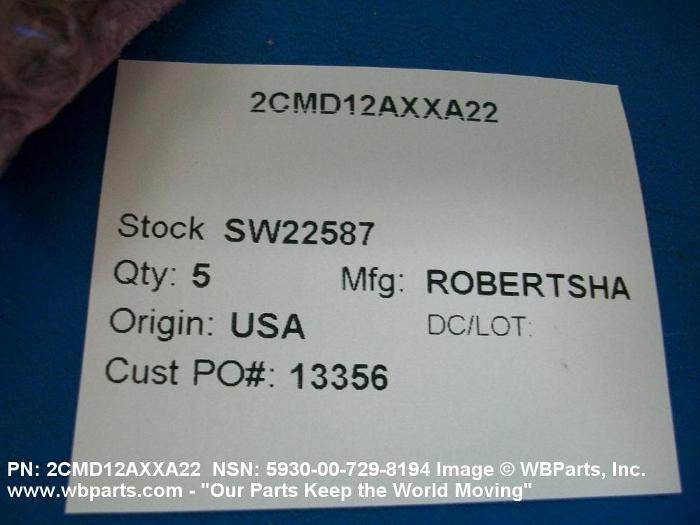 2CMD12AXXA22
Stock SW22587
Qty: 5 Mfg: ROBERTSHA
Origin: USA DC/LOT:
Cust PO#: 13356
PN: 2CMD12AXXA22 NSN: 5930-00-729-8194 Image © WBParts, Inc.
www.wbparts.com - "Our Parts Keep the World Moving"